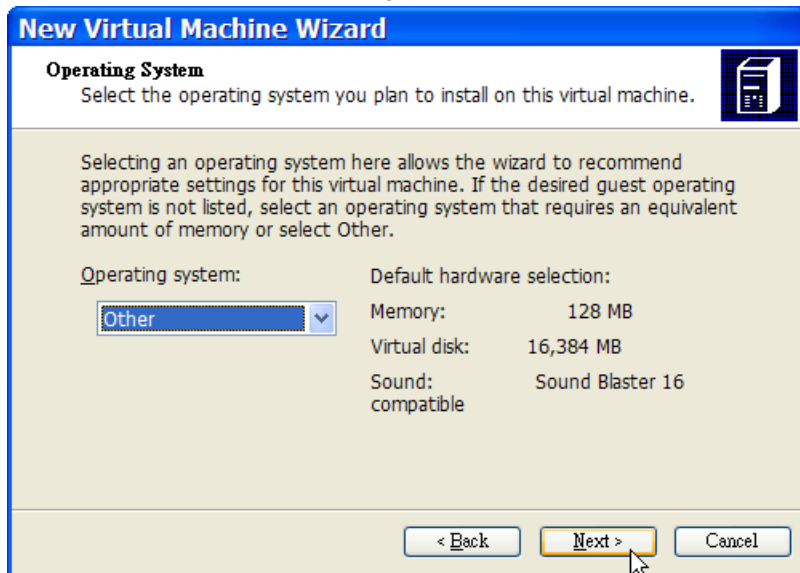 New Virtual Machine Wizard
Operating System
Select the operating system you plan to install on this virtual machine.
Selecting an operating system here allows the wizard to recommend
appropriate settings for this virtual machine. If the desired guest operating
system is not listed, select an operating system that requires an equivalent
amount of memory or select Other.
Operating system: Default hardware selection:
Other Memory: 128 MB
Virtual disk: 16,384 MB
Sound: Sound Blaster 16
compatible
< Back Next > Cancel